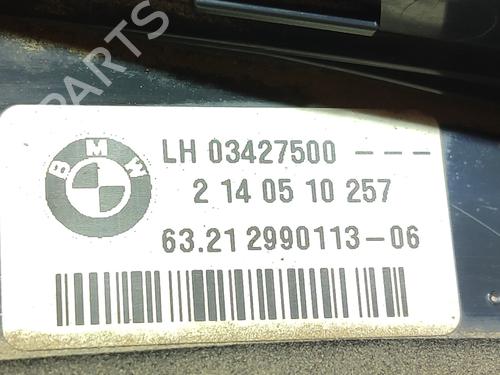 PARTS
BMW
LH 03427500 ---
2 14 05 10 257
63.21 2990113-06